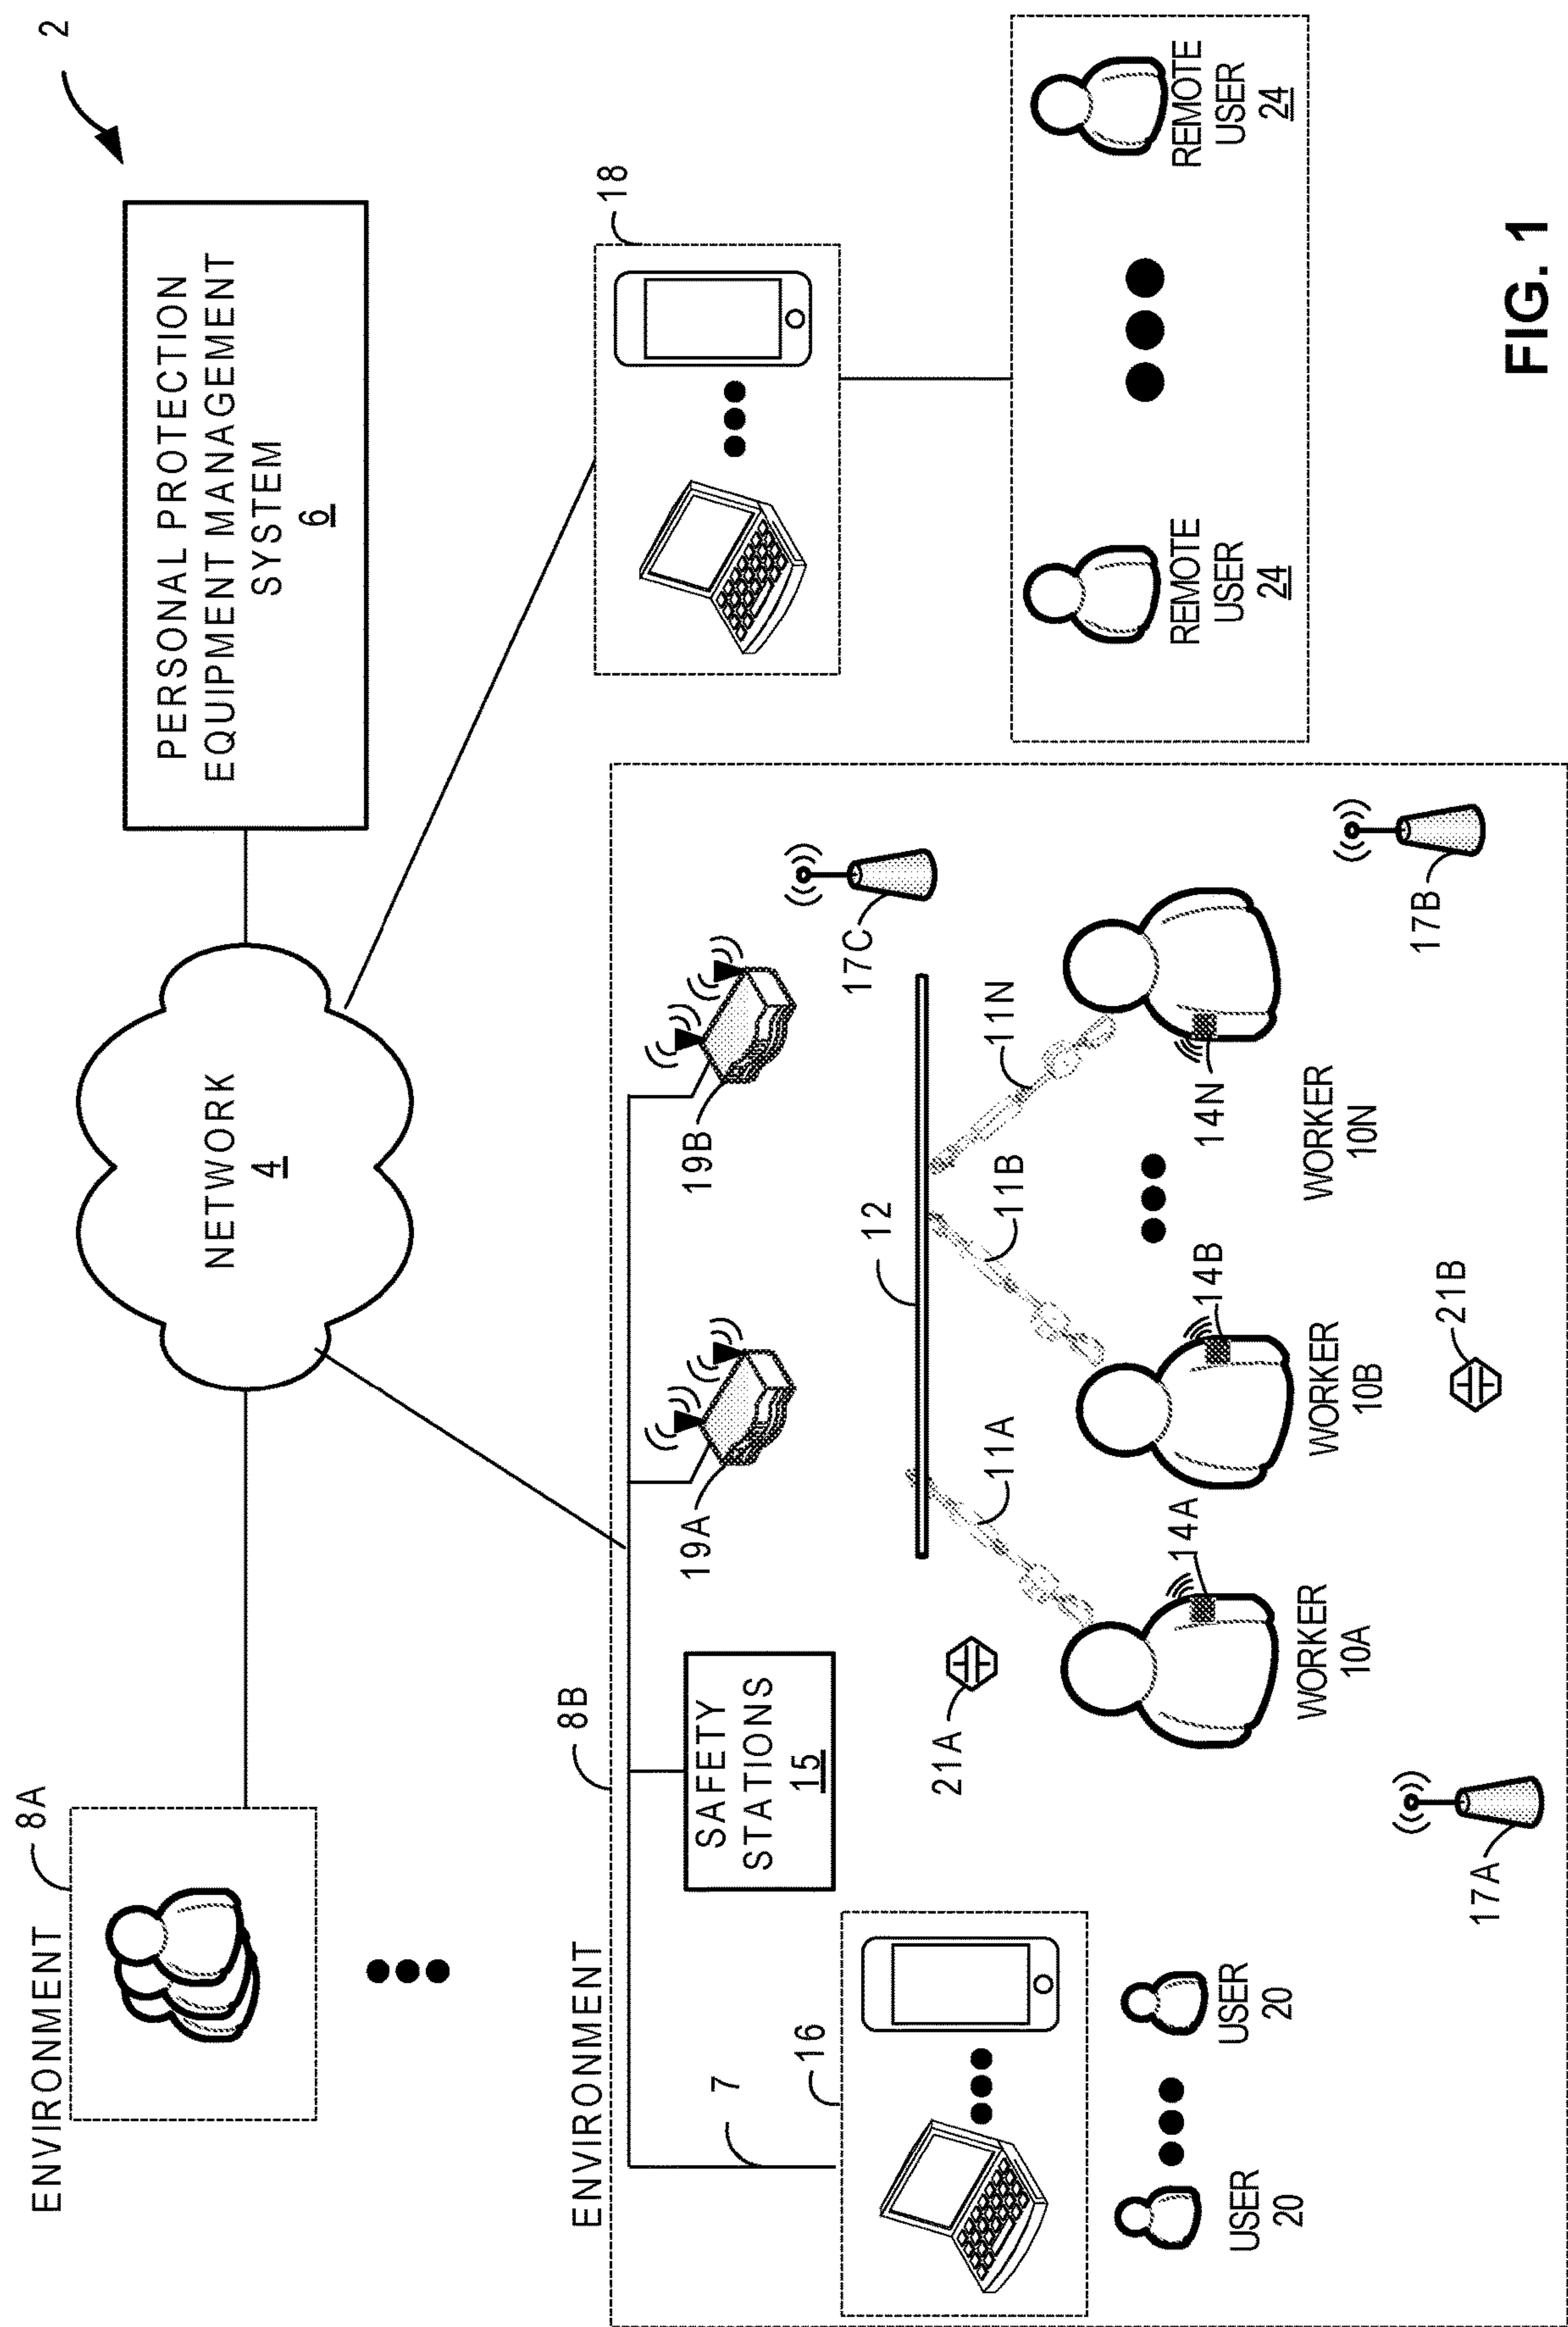 2
PERSONAL PROTECTION
EQUIPMENT MANAGEMENT
SYSTEM
6
NETWORK
4
ENVIRONMENT
8A
18
REMOTE
USER
24
REMOTE
USER
24
ENVIRONMENT
8B
7
16
SAFETY
STATIONS
15
19A
19B
17C
12
11A
11B
11N
21A
14A
14B
14N
WORKER
10A
WORKER
10B
WORKER
10N
USER
20
USER
20
17A
21B
17B
FIG. 1